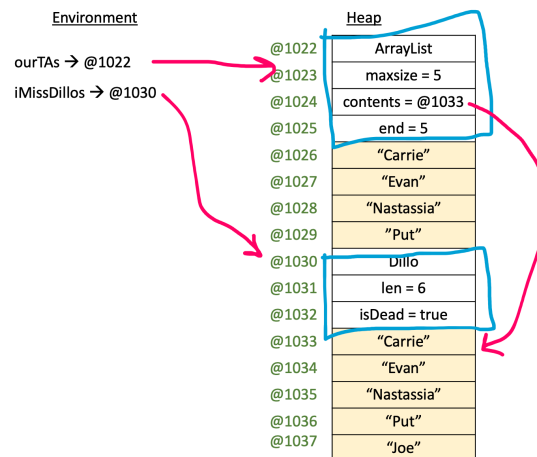 Environment
Heap
ourTAs → @1022
iMissDillos → @1030
@1022 ArrayList
@1023 maxsize = 5
@1024 contents = @1033
@1025 end = 5
@1026 “Carrie”
@1027 “Evan”
@1028 “Nastassia”
@1029 ”Put”
@1030 Dillo
@1031 len = 6
@1032 isDead = true
@1033 “Carrie”
@1034 “Evan”
@1035 “Nastassia”
@1036 “Put”
@1037 “Joe”